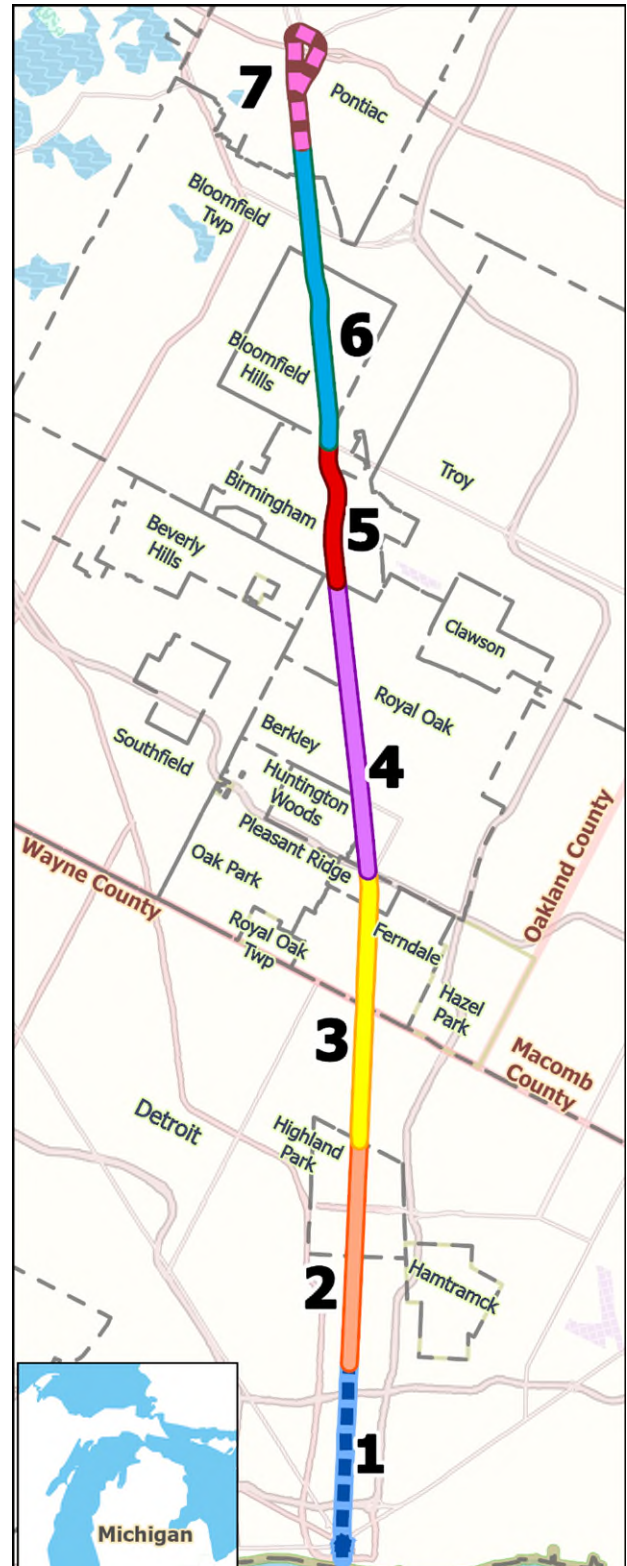 7
Pontiac
Bloomfield
Twp
6
Bloomfield
Hills
Troy
Birmingham
5
Beverly
Hills
Clawson
Royal Oak
Berkley
4
Southfield
Huntington
Woods
Pleasant Ridge
Oak Park
Wayne County
Oakland County
Royal Oak
Twp
Ferndale
Hazel
Park
3
Macomb
County
Detroit
Highland
Park
2
Hamtramck
1
Michigan